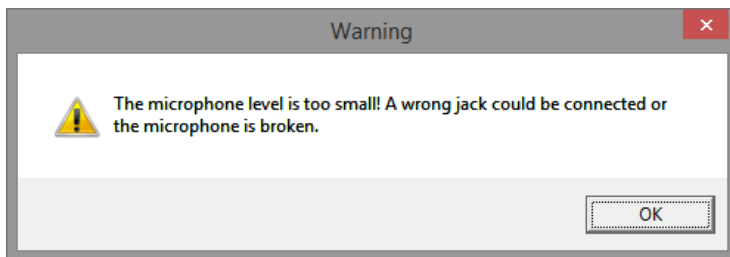 Warning
The microphone level is too small! A wrong jack could be connected or
the microphone is broken.
OK